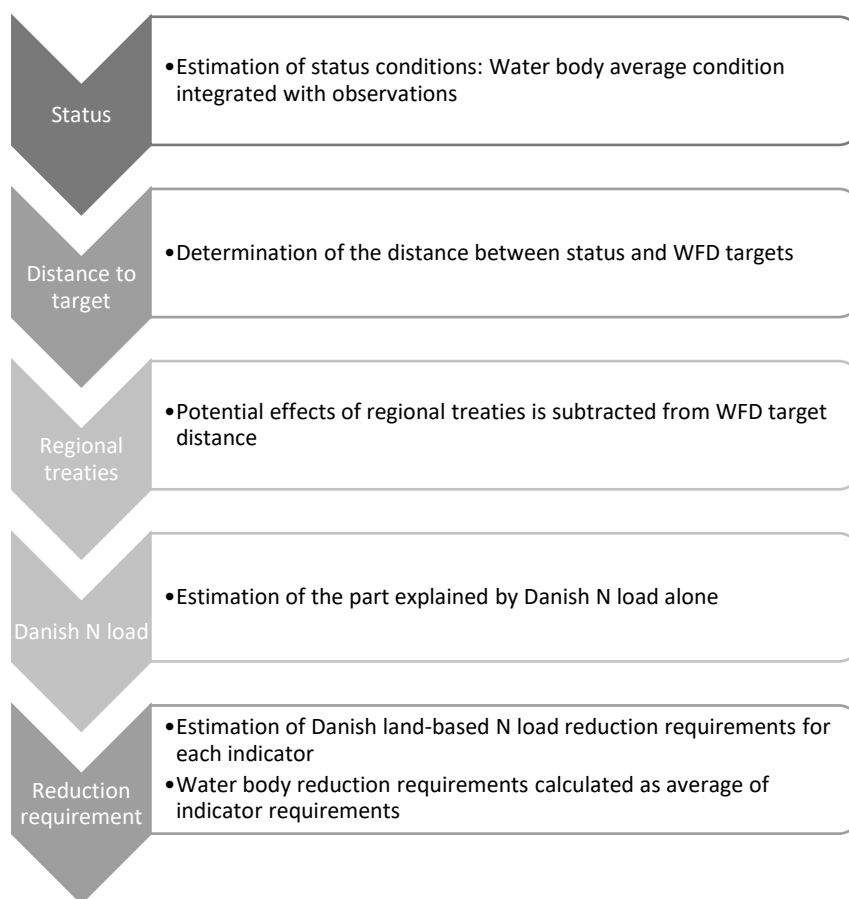 Status
•Estimation of status conditions: Water body average condition
integrated with observations
Distance to
target
•Determination of the distance between status and WFD targets
Regional
treaties
•Potential effects of regional treaties is subtracted from WFD target
distance
Danish N load
•Estimation of the part explained by Danish N load alone
Reduction
requirement
•Estimation of Danish land-based N load reduction requirements for
each indicator
•Water body reduction requirements calculated as average of
indicator requirements